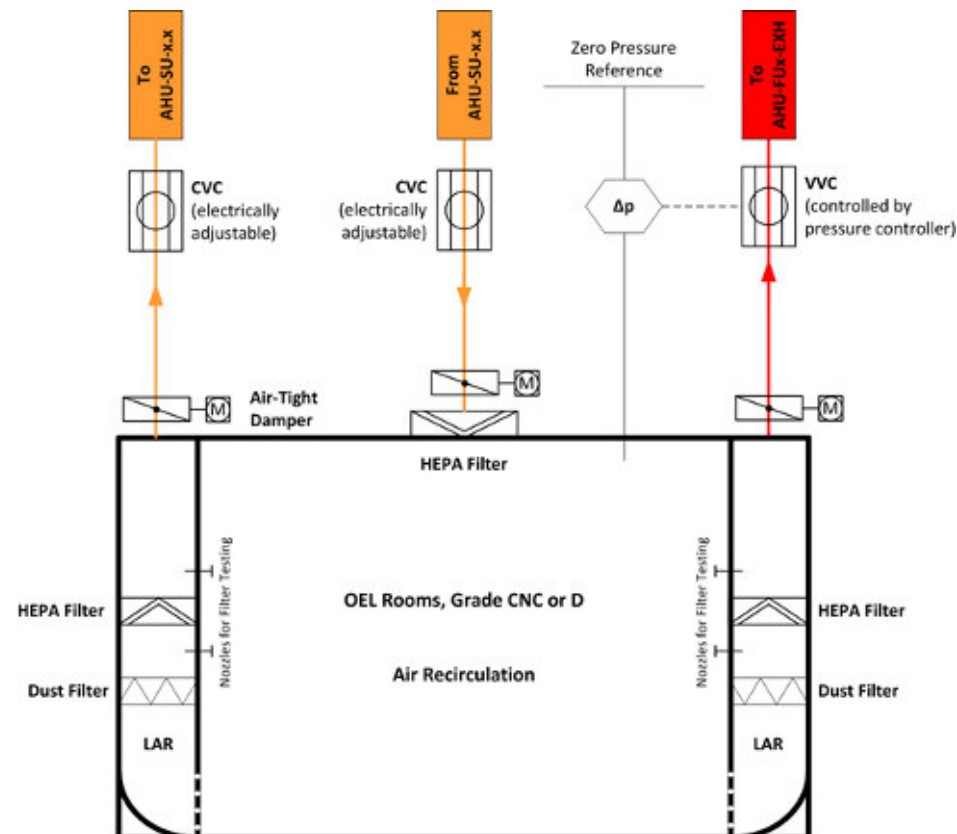 To
AHU-SU-x.x
From
AHU-SU-x.x
Zero Pressure
Reference
To
AHU-FUx-EXH
CVC
(electrically
adjustable)
CVC
(electrically
adjustable)
Δp
VVC
(controlled by
pressure controller)
M
Air-Tight
Damper
M
M
HEPA Filter
Nozzles for Filter Testing
Nozzles for Filter Testing
HEPA Filter
OEL Rooms, Grade CNC or D
HEPA Filter
Dust Filter
Air Recirculation
Dust Filter
LAR
LAR